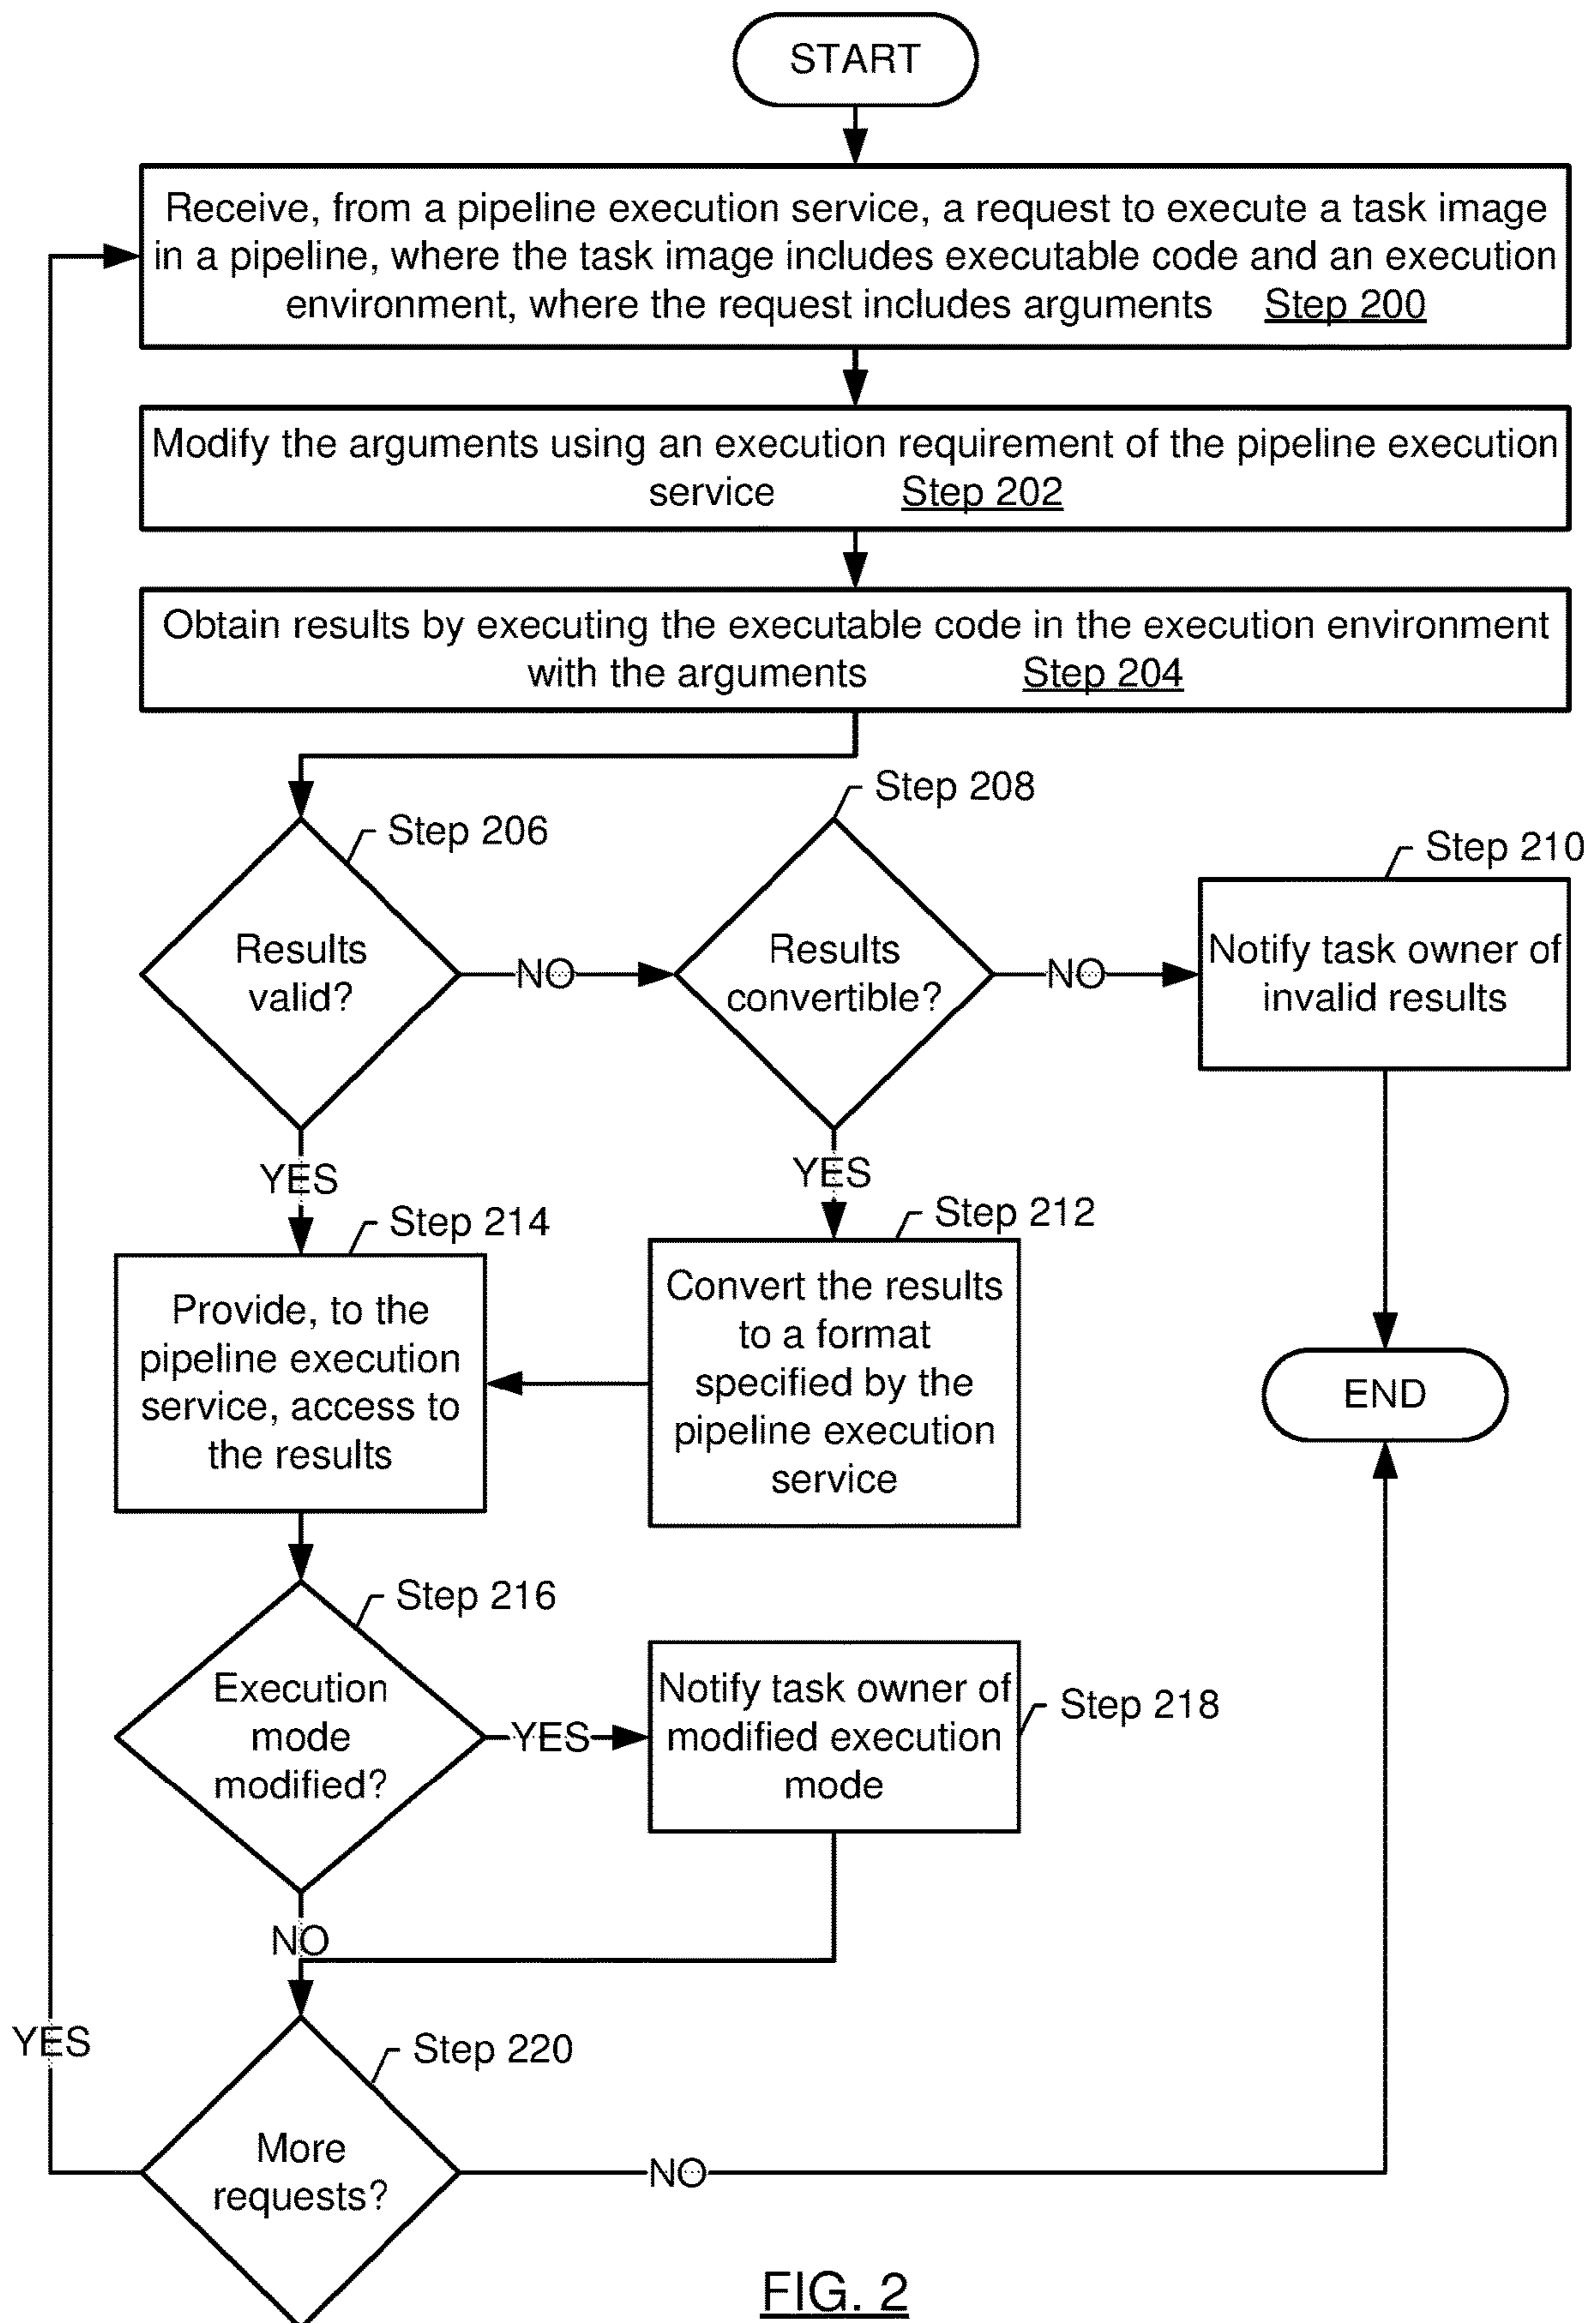 START
Receive, from a pipeline execution service, a request to execute a task image
in a pipeline, where the task image includes executable code and an execution
environment, where the request includes arguments Step 200
Modify the arguments using an execution requirement of the pipeline execution
service Step 202
Obtain results by executing the executable code in the execution environment
with the arguments Step 204
Step 206
Results
valid?
NO
Step 208
Results
convertible?
NO
Step 210
Notify task owner of
invalid results
YES
YES
Step 214
Provide, to the
pipeline execution
service, access to
the results
Step 212
Convert the results
to a format
specified by the
pipeline execution
service
END
Step 216
Execution
mode
modified?
YES
Notify task owner of
modified execution
mode
Step 218
NO
YES
Step 220
More
requests?
NO
FIG. 2